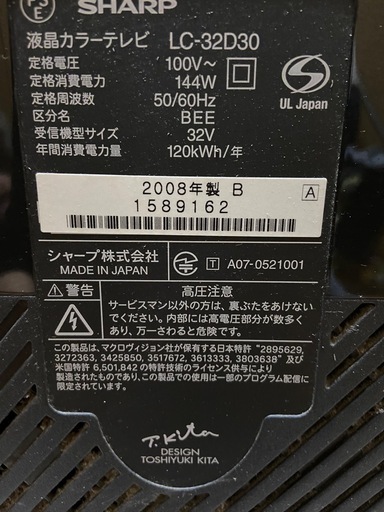 PS
E
SHARP
液晶カラーテレビ LC-32D30
定格電圧 100V~
定格消費電力 144W
定格周波数 50/60Hz
区分名 BEE
受信機型サイズ 32V
年間消費電力量 120kWh/年
UL Japan
2008年製 B
1589162
A
シャープ株式会社
MADE IN JAPAN
T A07-0521001
警告 高圧注意
サービスマン以外の方は、裏ぶたをあけない
でください。内部には高電圧部分が数多く
あり、万一さわると危険です。
この製品は、マクロヴィジョン社が保有する日本特許 "2895629,
3272363, 3425850, 3517672, 3613333, 3803638" 及び
米国特許 6,501,842 の特許技術のライセンス供与により
製造されています。この製品での使用は一部のプログラム配信に
限定されています。
T. Kita
DESIGN
TOSHIYUKI KITA